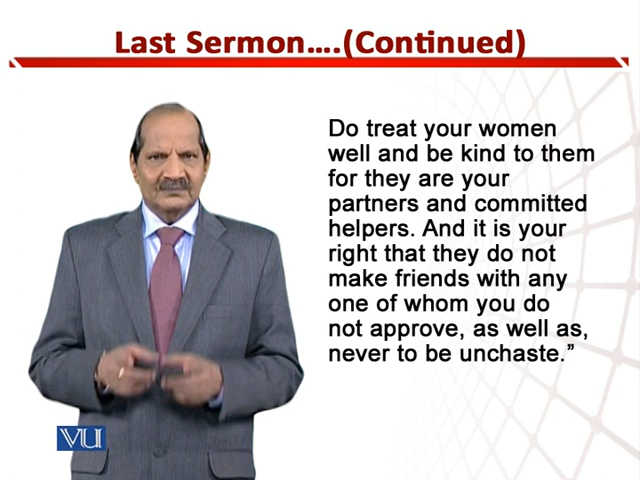 Last Sermon….(Continued)
Do treat your women
well and be kind to them
for they are your
partners and committed
helpers. And it is your
right that they do not
make friends with any
one of whom you do
not approve, as well as,
never to be unchaste.”
VU